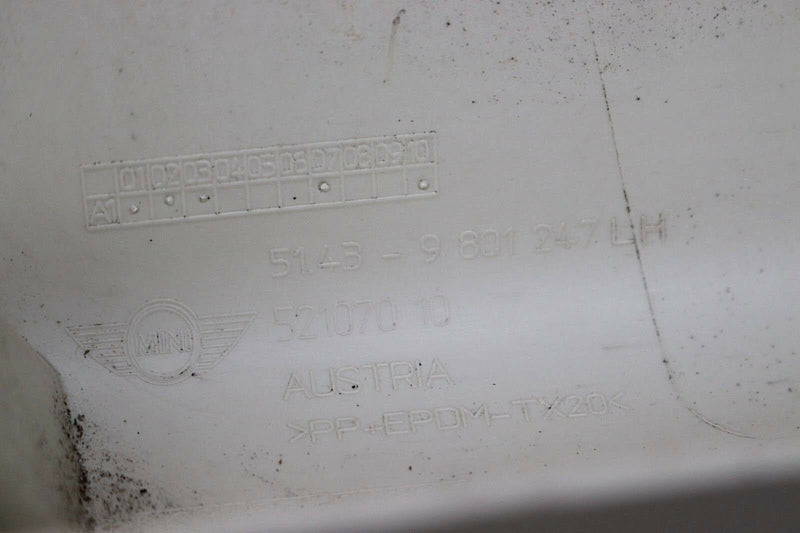 01 02 03 04 05 06 07 08 09 10
A1
51.43 - 9 801 247 LH
521070 10
MINI
AUSTRIA
>PP+EPDM-TX20<